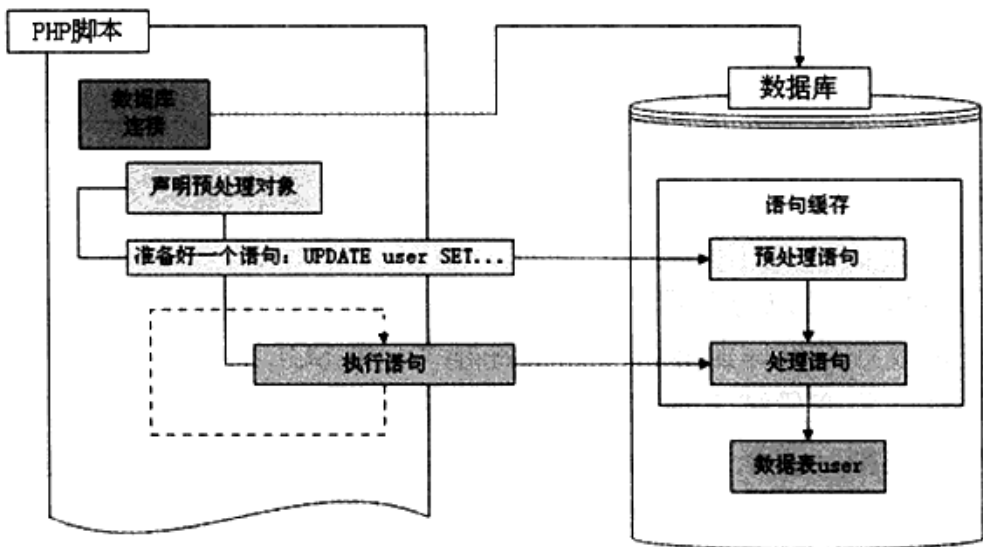 PHP脚本
数据库
连接
声明预处理对象
准备好一个语句：UPDATE user SET...
执行语句
数据库
语句缓存
预处理语句
处理语句
数据表user